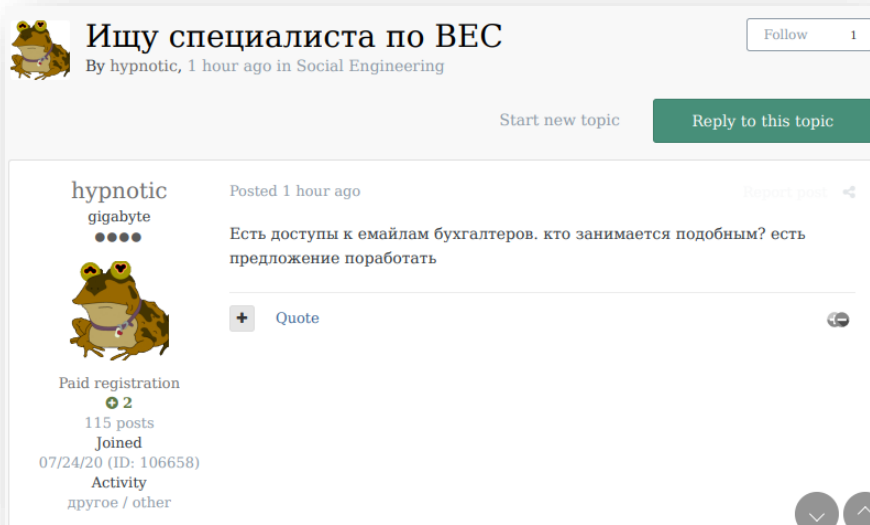 Ищу специалиста по BEC
By hypnotic, 1 hour ago in Social Engineering
Follow 1
Start new topic
Reply to this topic
hypnotic
gigabyte
Posted 1 hour ago
Report post
Есть доступы к емайлам бухгалтеров. кто занимается подобным? есть
предложение поработать
Quote
Paid registration
2
115 posts
Joined
07/24/20 (ID: 106658)
Activity
другое / other